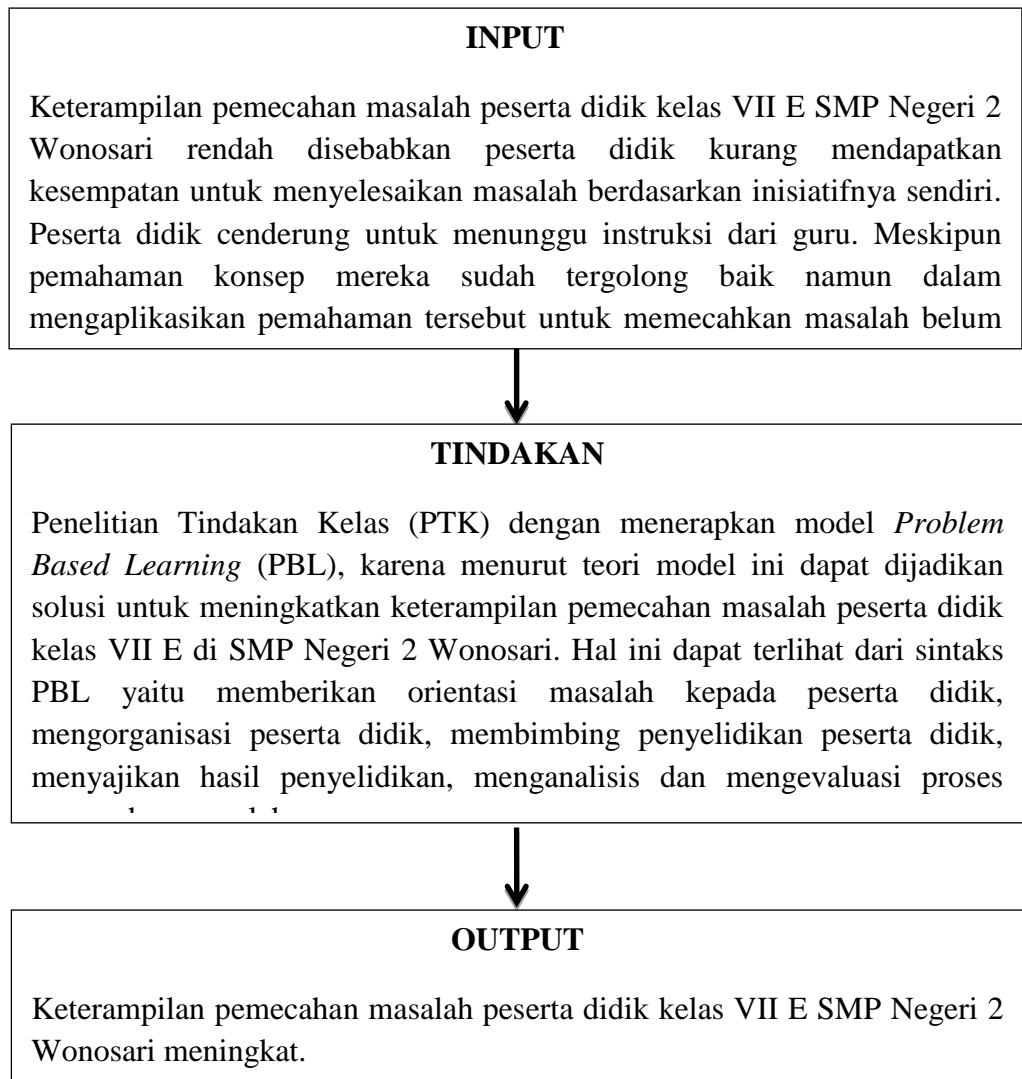 INPUT
Keterampilan pemecahan masalah peserta didik kelas VII E SMP Negeri 2
Wonosari rendah disebabkan peserta didik kurang mendapatkan
kesempatan untuk menyelesaikan masalah berdasarkan inisiatifnya sendiri.
Peserta didik cenderung untuk menunggu instruksi dari guru. Meskipun
pemahaman konsep mereka sudah tergolong baik namun dalam
mengaplikasikan pemahaman tersebut untuk memecahkan masalah belum
TINDAKAN
Penelitian Tindakan Kelas (PTK) dengan menerapkan model Problem
Based Learning (PBL), karena menurut teori model ini dapat dijadikan
solusi untuk meningkatkan keterampilan pemecahan masalah peserta didik
kelas VII E di SMP Negeri 2 Wonosari. Hal ini dapat terlihat dari sintaks
PBL yaitu memberikan orientasi masalah kepada peserta didik,
mengorganisasi peserta didik, membimbing penyelidikan peserta didik,
menyajikan hasil penyelidikan, menganalisis dan mengevaluasi proses
OUTPUT
Keterampilan pemecahan masalah peserta didik kelas VII E SMP Negeri 2
Wonosari meningkat.